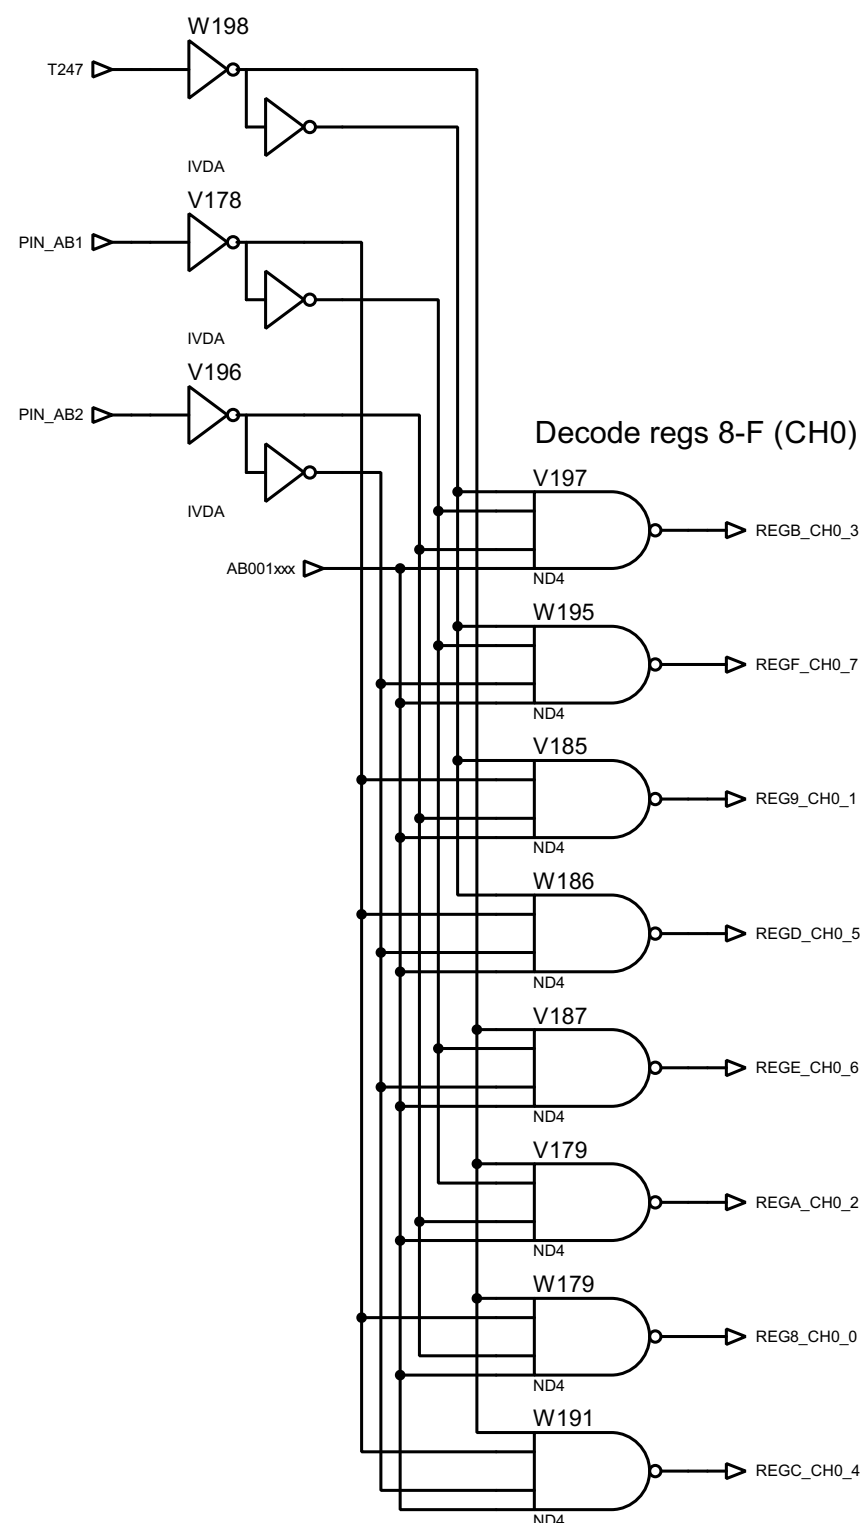 W198
T247
IVDA
V178
PIN_AB1
IVDA
V196
PIN_AB2
IVDA
Decode regs 8-F (CH0)
V197
REGB_CH0_3
AB001xxx
ND4
W195
REGF_CH0_7
ND4
V185
REG9_CH0_1
ND4
W186
REGD_CH0_5
ND4
V187
REGE_CH0_6
ND4
V179
REGA_CH0_2
ND4
W179
REG8_CH0_0
ND4
W191
REGC_CH0_4
ND4